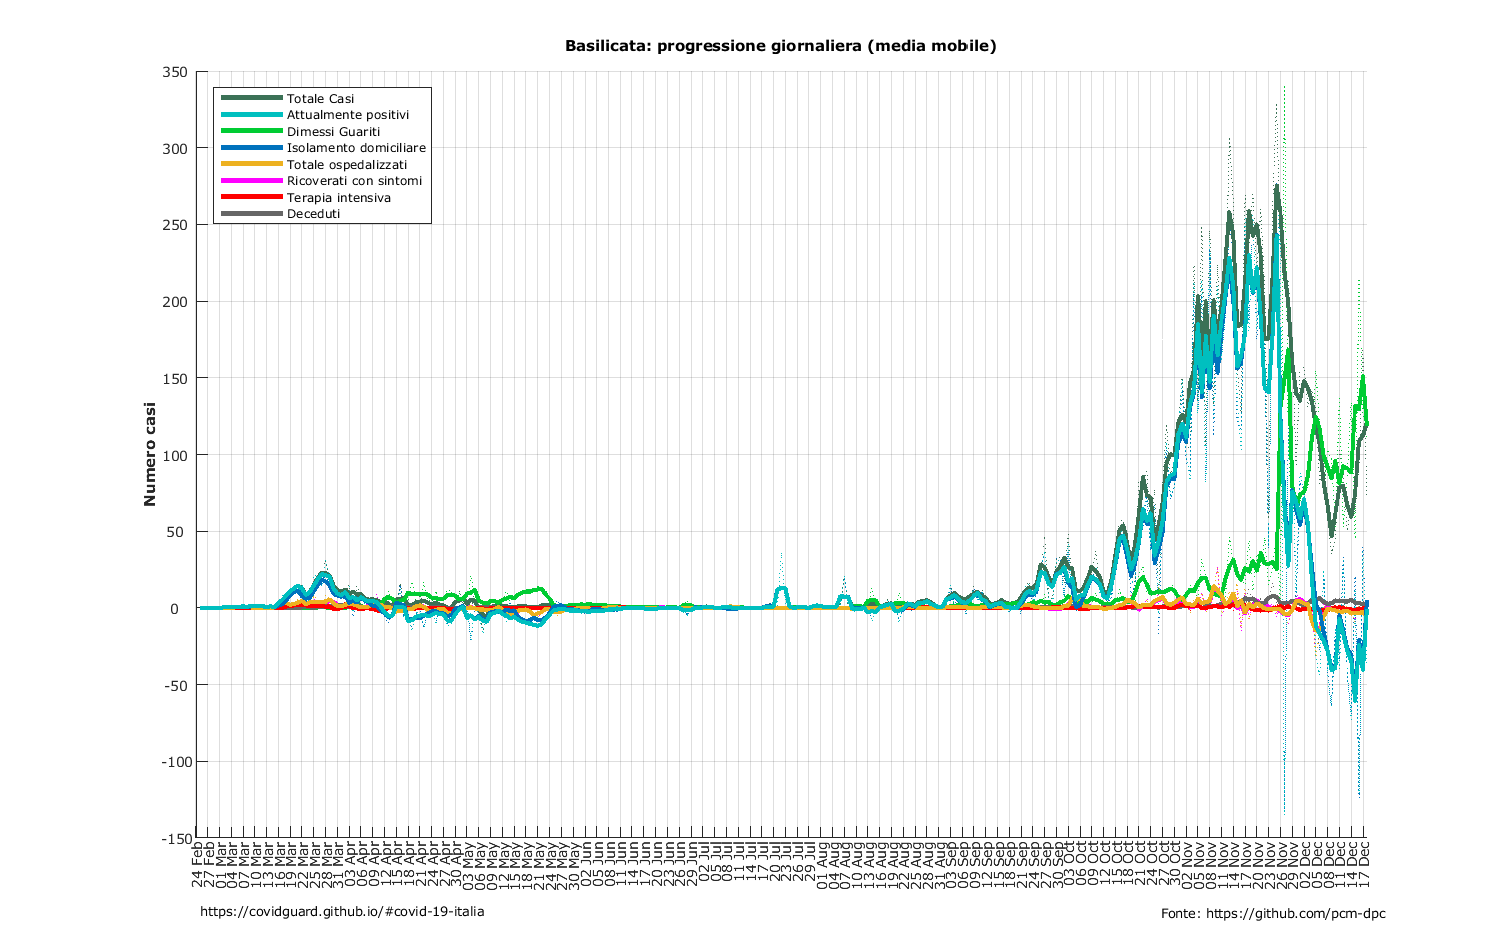 Basilicata: progressione giornaliera (media mobile)
Numero casi
350
300
250
200
150
100
50
0
-50
-100
-150
Totale Casi
Attualmente positivi
Dimessi Guariti
Isolamento domiciliare
Totale ospedalizzati
Ricoverati con sintomi
Terapia intensiva
Deceduti
24 Feb
27 Feb
01 Mar
04 Mar
07 Mar
10 Mar
13 Mar
16 Mar
19 Mar
22 Mar
25 Mar
28 Mar
31 Mar
03 Apr
06 Apr
09 Apr
12 Apr
15 Apr
18 Apr
21 Apr
24 Apr
27 Apr
30 Apr
03 May
06 May
09 May
12 May
15 May
18 May
21 May
24 May
27 May
30 May
02 Jun
05 Jun
08 Jun
11 Jun
14 Jun
17 Jun
20 Jun
23 Jun
26 Jun
29 Jun
02 Jul
05 Jul
08 Jul
11 Jul
14 Jul
17 Jul
20 Jul
23 Jul
26 Jul
29 Jul
01 Aug
04 Aug
07 Aug
10 Aug
13 Aug
16 Aug
19 Aug
22 Aug
25 Aug
28 Aug
31 Aug
03 Sep
06 Sep
09 Sep
12 Sep
15 Sep
18 Sep
21 Sep
24 Sep
27 Sep
30 Sep
03 Oct
06 Oct
09 Oct
12 Oct
15 Oct
18 Oct
21 Oct
24 Oct
27 Oct
30 Oct
02 Nov
05 Nov
08 Nov
11 Nov
14 Nov
17 Nov
20 Nov
23 Nov
26 Nov
29 Nov
02 Dec
05 Dec
08 Dec
11 Dec
14 Dec
17 Dec
https://covidguard.github.io/#covid-19-italia
Fonte: https://github.com/pcm-dpc